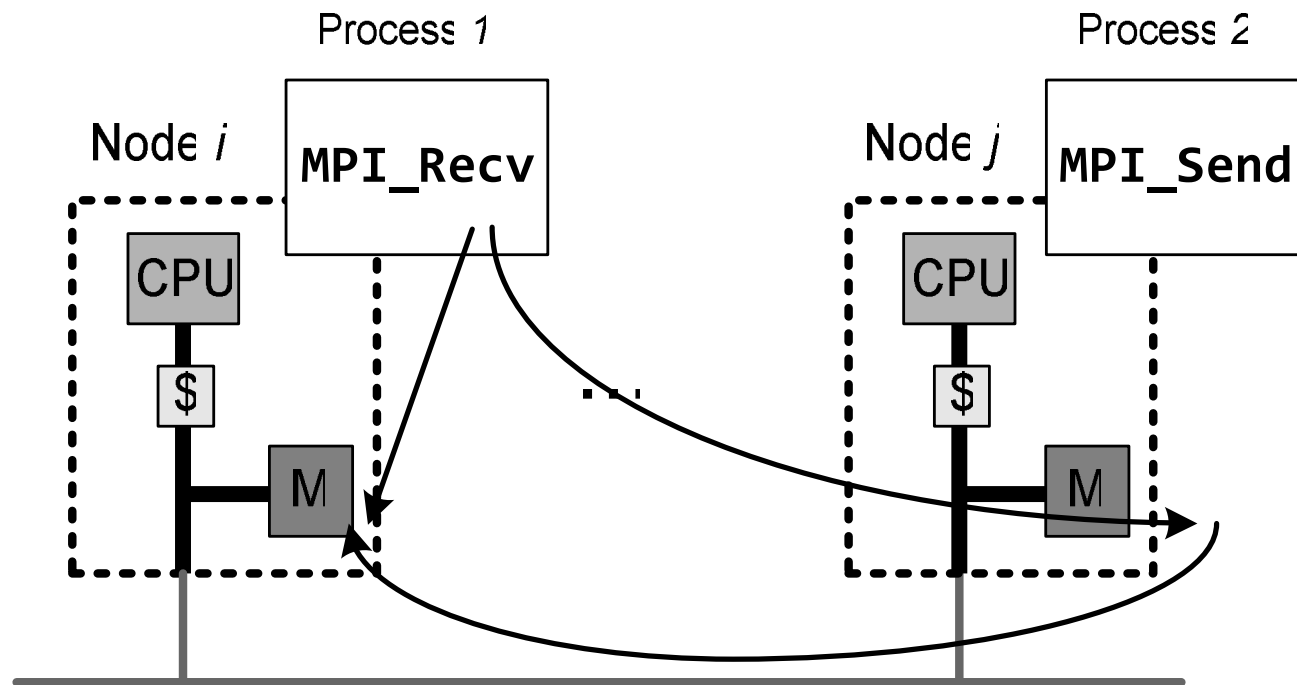 Process 1
Process 2
Node i
MPI_Recv
Node j
MPI_Send
CPU
CPU
$
$
...
M
M